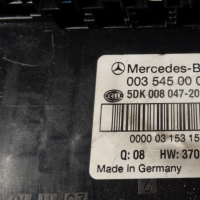 Mercedes-B
003 545 00 0
HELLA
5DK 008 047-20
0000 03 153 15
Q: 08 HW: 370
Made in Germany